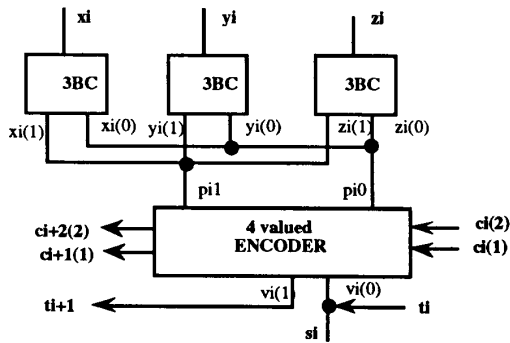 xi yi zi
3BC 3BC 3BC
xi(1) xi(0) yi(1) yi(0) zi(1) zi(0)
pi1 pi0
ci+2(2) 4 valued ci(2)
ci+1(1) ENCODER ci(1)
vi(1) vi(0)
ti+1 ti
si